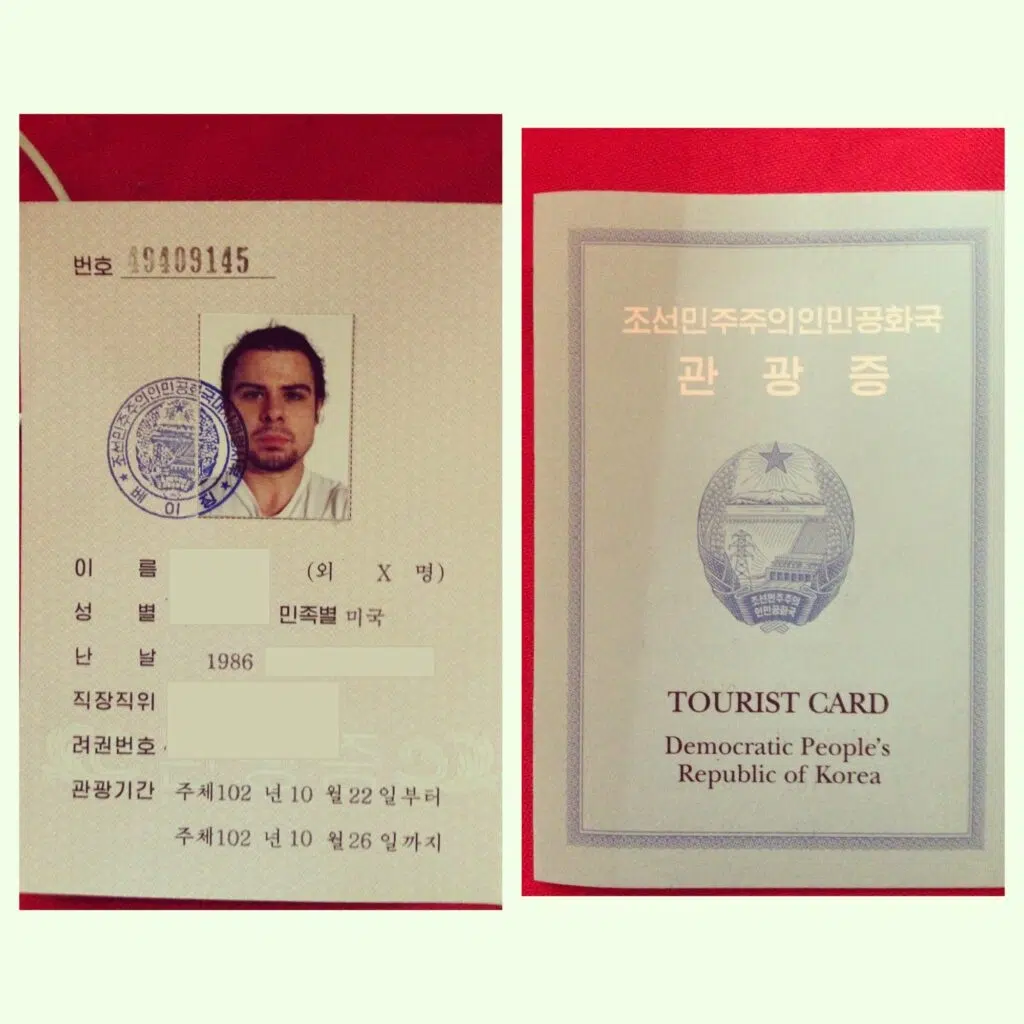 번호 49409145
조선민주주의인민공화국
베이징
이 름 (외 X 명)
성 별 민족별 미국
난 날 1986
직장직위
려권번호
관광기간 주체102 년 10 월 22 일부터
주체102 년 10 월 26 일까지
조선민주주의인민공화국
관 광 증
조선민주주의
인민공화국
TOURIST CARD
Democratic People's
Republic of Korea